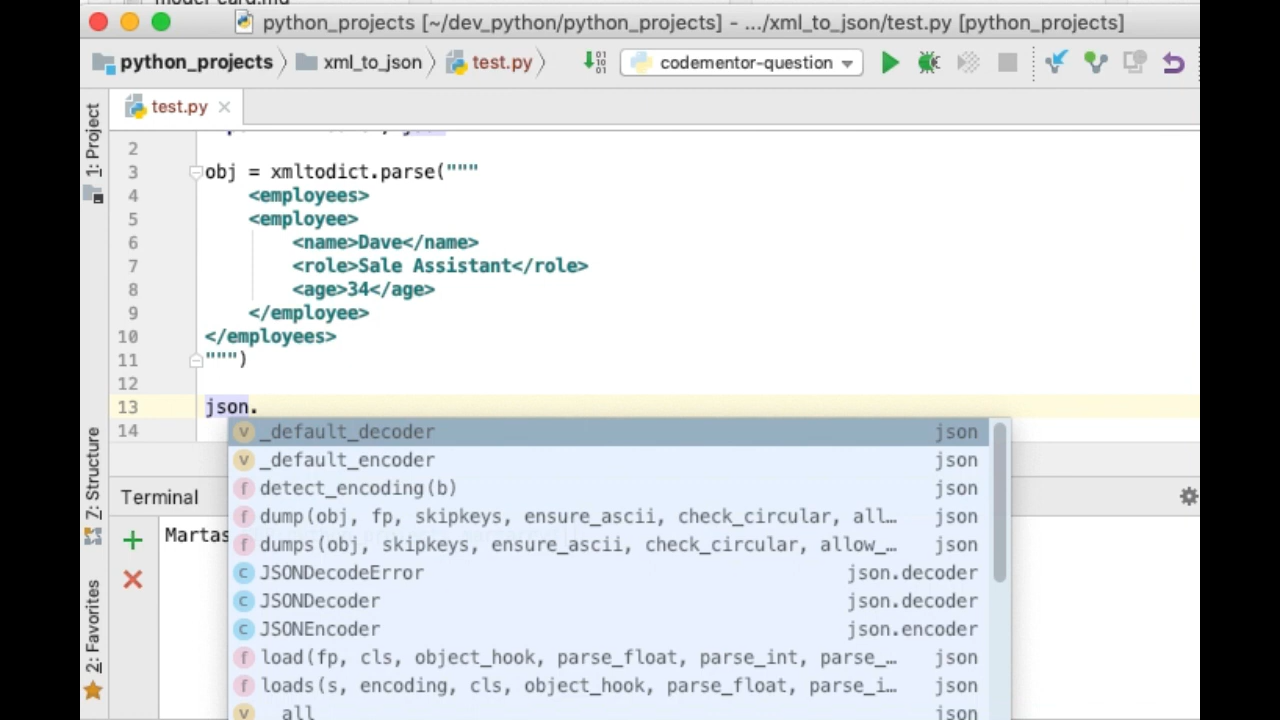 python_projects [~/dev_python/python_projects] - .../xml_to_json/test.py [python_projects]
python_projects xml_to_json test.py codementor-question
test.py
1: Project
2
3 obj = xmltodict.parse("""
4 <employees>
5 <employee>
6 <name>Dave</name>
7 <role>Sale Assistant</role>
8 <age>34</age>
9 </employee>
10 </employees>
11 """)
12
13 json.
14
_default_decoder json
_default_encoder json
detect_encoding(b) json
dump(obj, fp, skipkeys, ensure_ascii, check_circular, all… json
dumps(obj, skipkeys, ensure_ascii, check_circular, allow_… json
JSONDecodeError json.decoder
JSONDecoder json.decoder
JSONEncoder json.encoder
load(fp, cls, object_hook, parse_float, parse_int, parse_… json
loads(s, encoding, cls, object_hook, parse_float, parse_i… json
__all__ json
7: Structure
Terminal
Martas
2: Favorites